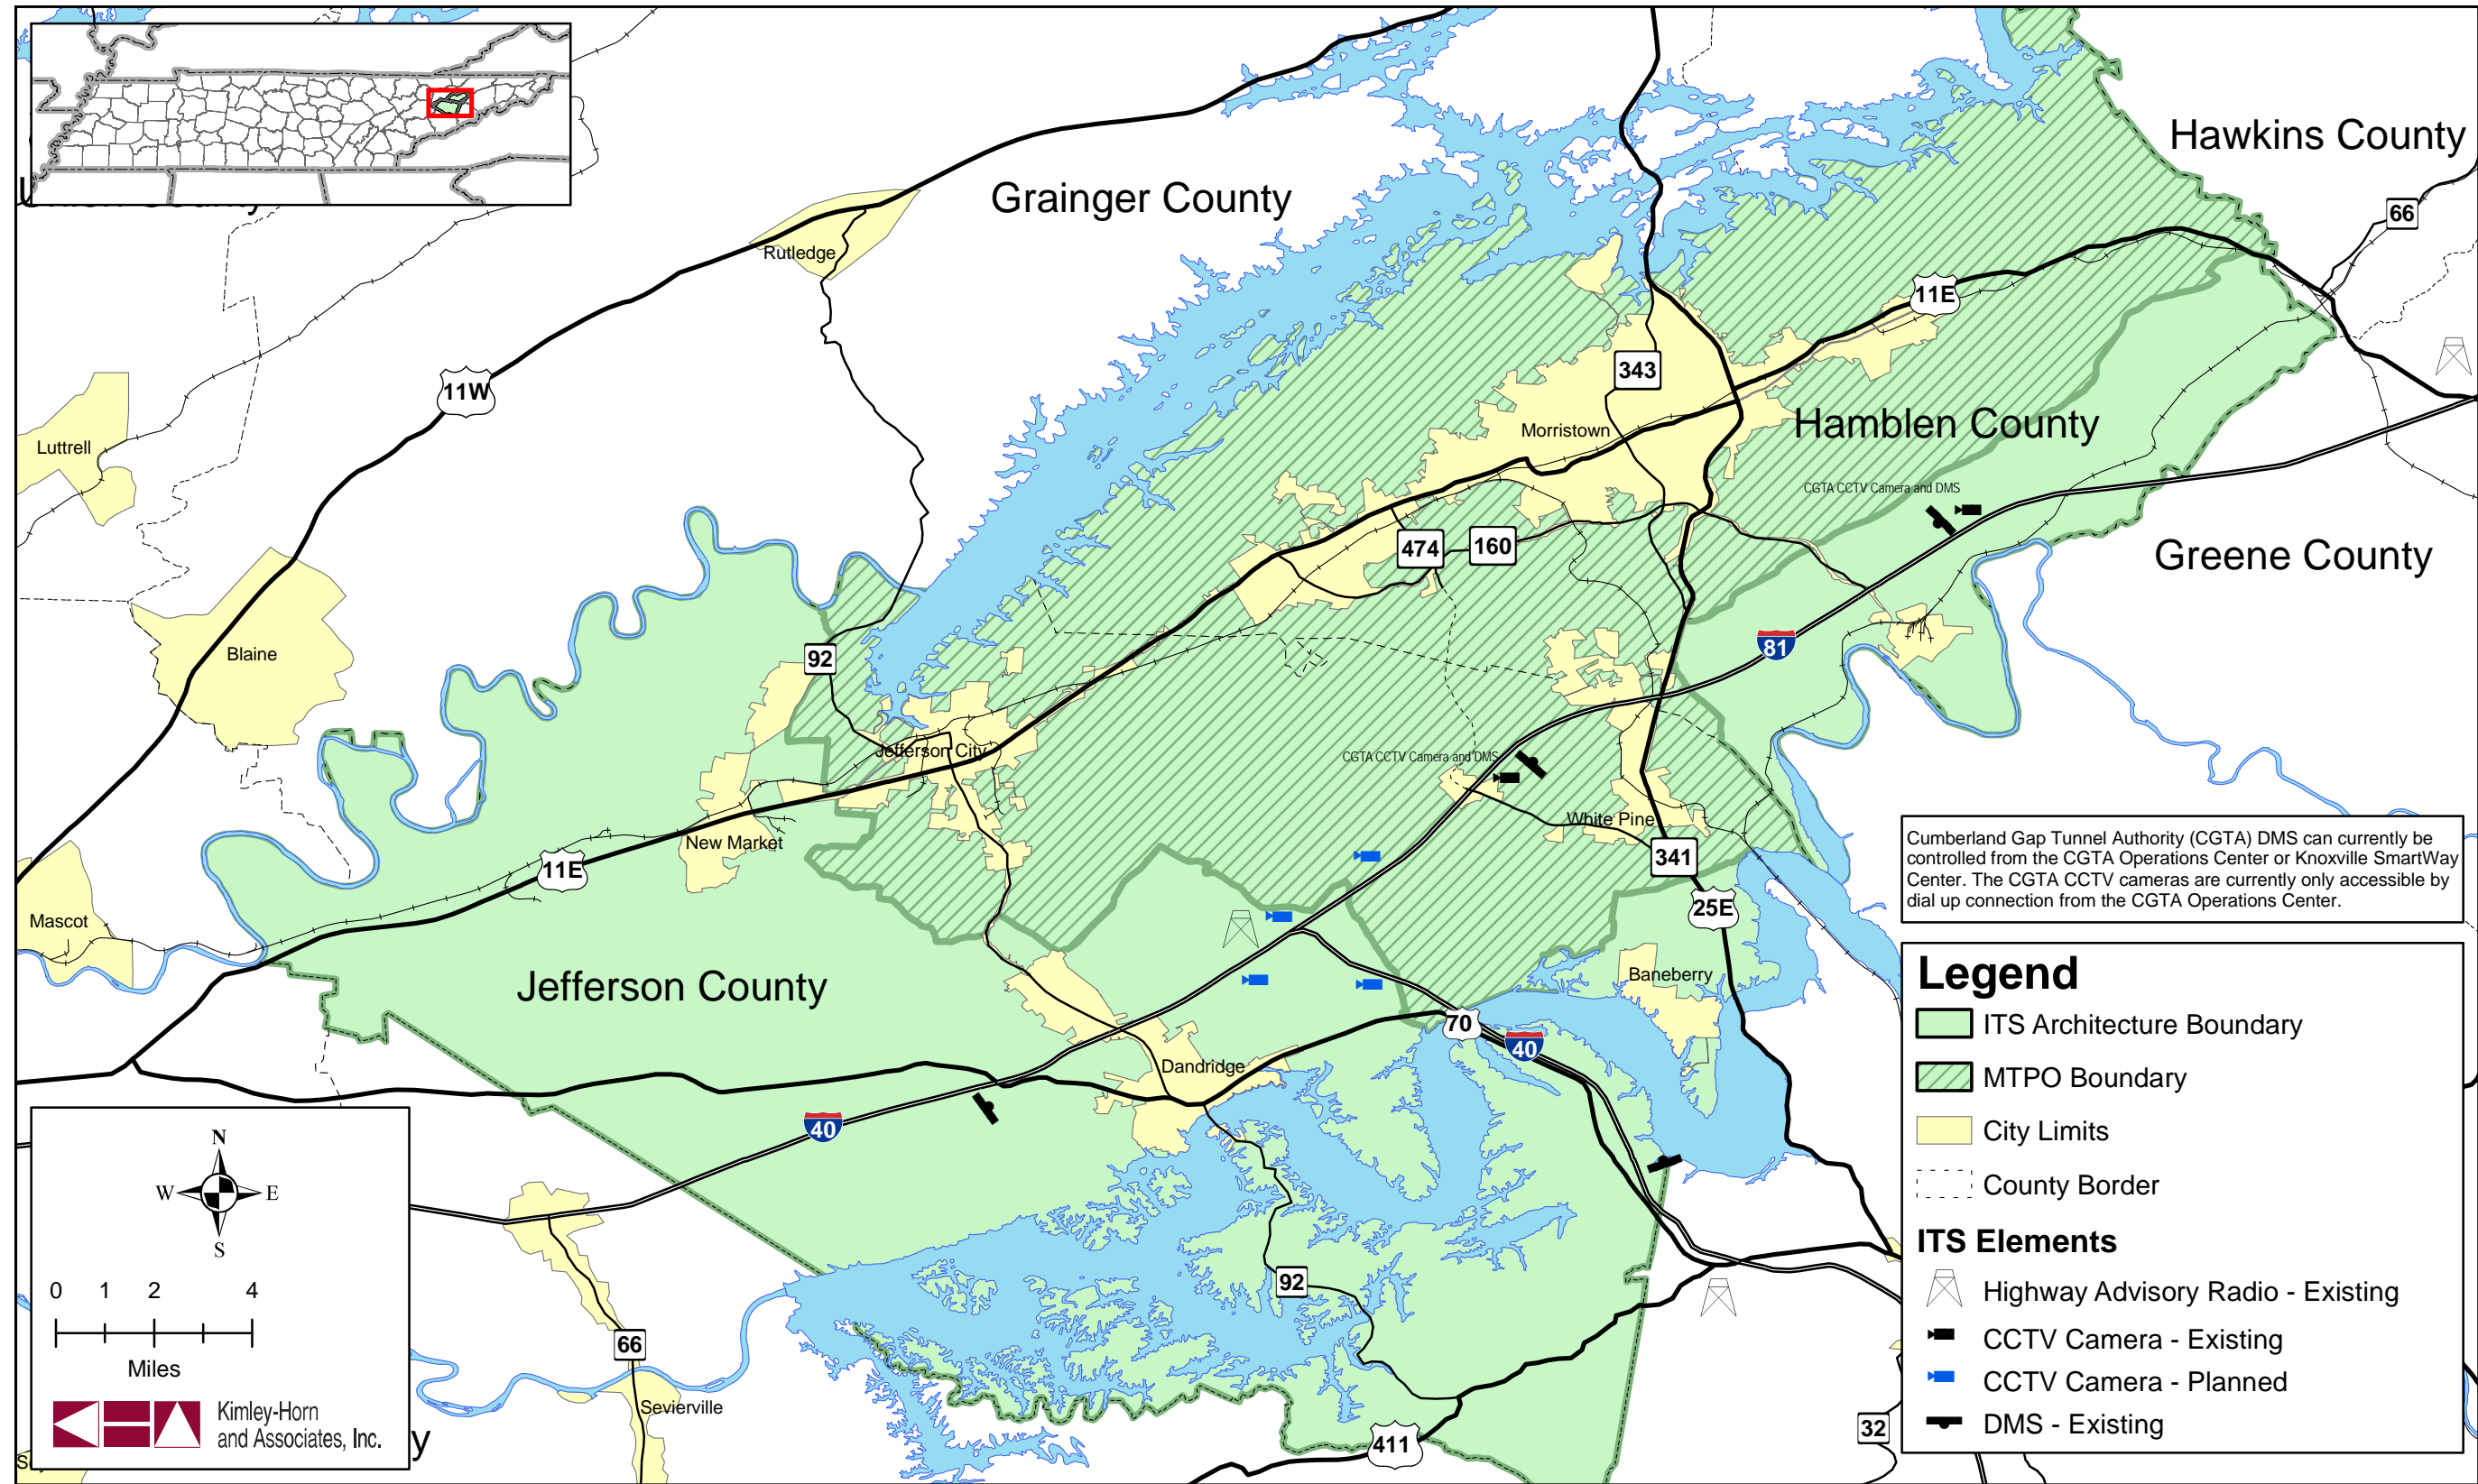 Grainger County
Hawkins County
66
Rutledge
11E
11W
343
Hamblen County
Morristown
Luttrell
CGTA CCTV Camera and DMS
474
160
Greene County
Blaine
92
81
Jefferson City
CGTA CCTV Camera and DMS
White Pine
New Market
341
11E
25E
Mascot
Cumberland Gap Tunnel Authority (CGTA) DMS can currently be
controlled from the CGTA Operations Center or Knoxville SmartWay
Center. The CGTA CCTV cameras are currently only accessible by
dial up connection from the CGTA Operations Center.
Jefferson County
Baneberry
70
40
Dandridge
40
92
66
Sevierville
411
32
Legend
ITS Architecture Boundary
MTPO Boundary
City Limits
County Border
ITS Elements
Highway Advisory Radio - Existing
CCTV Camera - Existing
CCTV Camera - Planned
DMS - Existing
N
W E
S
0 1 2 4
Miles
Kimley-Horn
and Associates, Inc.